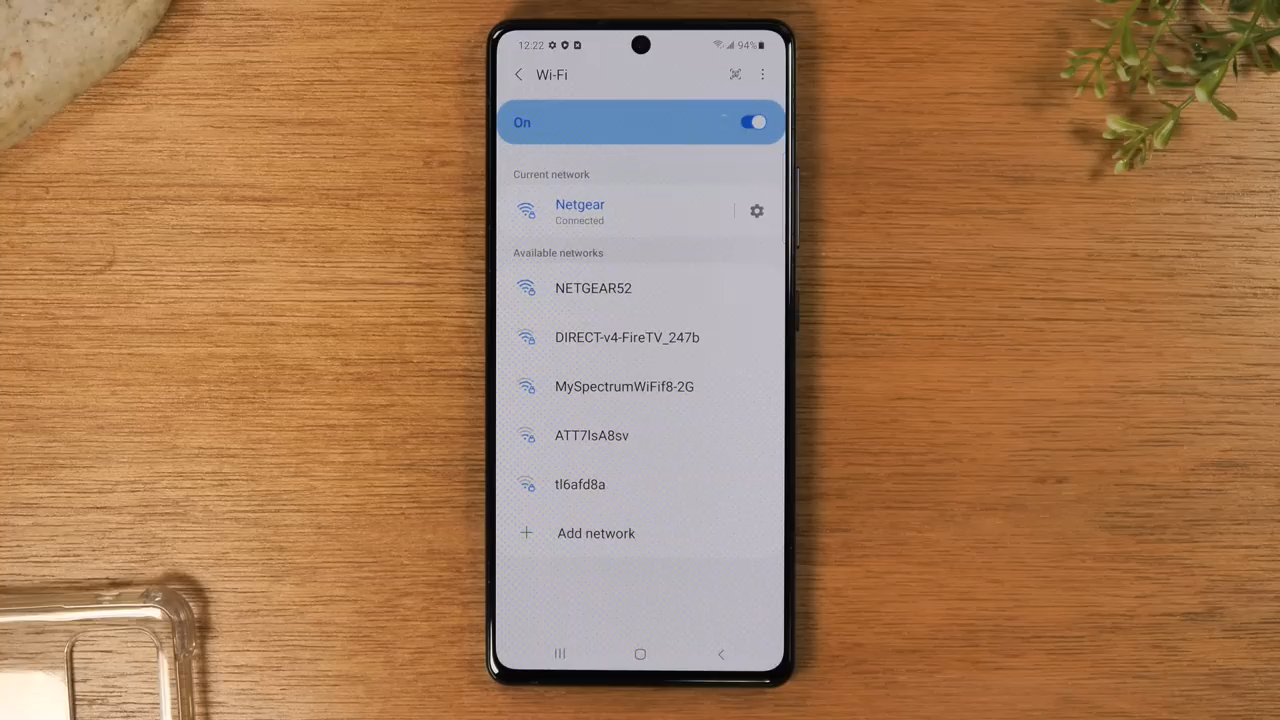 12.22
94%
Wi-Fi
On
Current network
Netgear
Connected
Available networks
NETGEAR52
DIRECT-v4-FireTV_247b
MySpectrumWiFif8-2G
ATT7IsA8sv
tl6afd8a
Add network